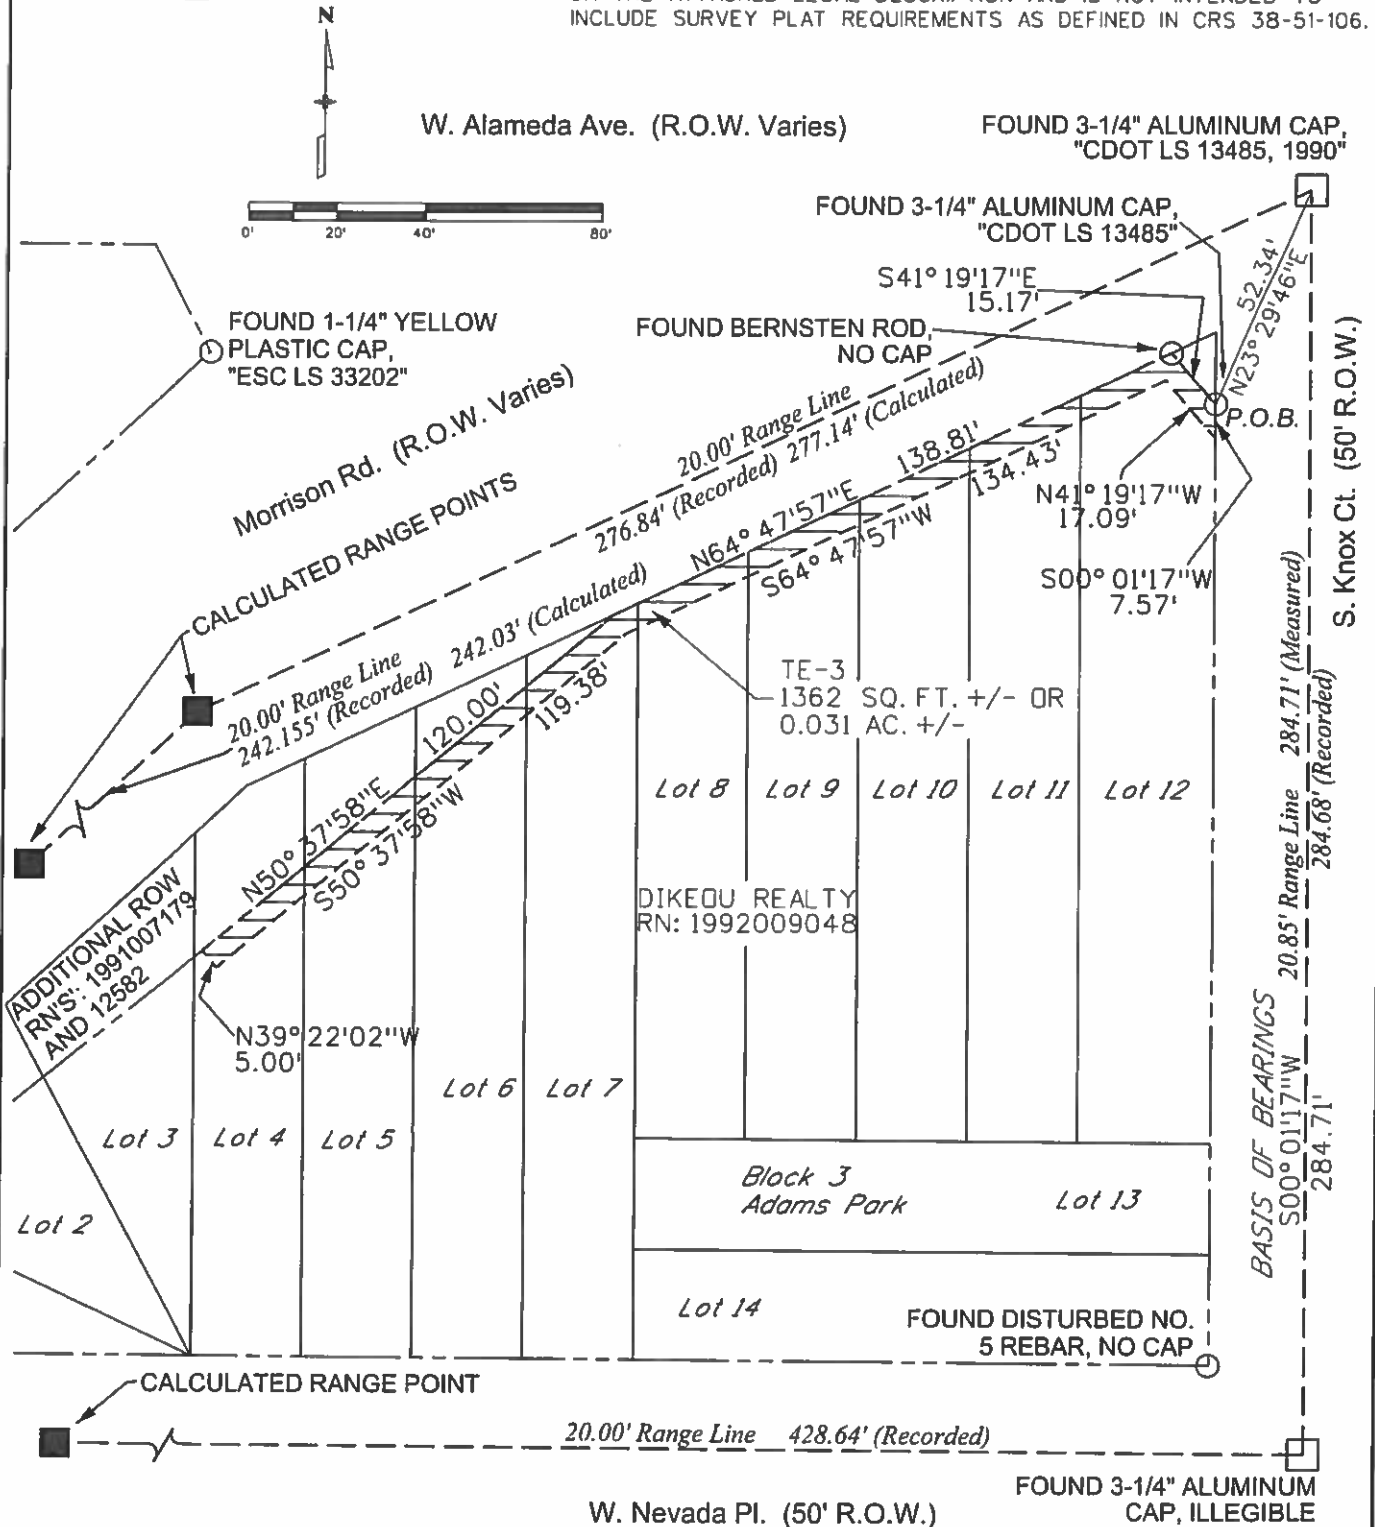 INCLUDE SURVEY PLAT REQUIREMENTS AS DEFINED IN CRS 38-51-106.
N
W. Alameda Ave. (R.O.W. Varies)
FOUND 3-1/4" ALUMINUM CAP,
"CDOT LS 13485, 1990"
0' 20' 40' 80'
FOUND 3-1/4" ALUMINUM CAP,
"CDOT LS 13485"
S41° 19'17"E
15.17'
52.34'
N23° 29'46"E
FOUND 1-1/4" YELLOW
PLASTIC CAP,
"ESC LS 33202"
FOUND BERNSTEN ROD,
NO CAP
S. Knox Ct. (50' R.O.W.)
Morrison Rd. (R.O.W. Varies)
20.00' Range Line
276.84' (Recorded) 277.14' (Calculated)
P.O.B.
138.81'
134.43'
N64° 47'57"E
S64° 47'57"W
N41° 19'17"W
17.09'
S00° 01'17"W
7.57'
CALCULATED RANGE POINTS
20.00' Range Line
242.155' (Recorded) 242.03' (Calculated)
TE-3
1362 SQ. FT. +/- OR
0.031 AC. +/-
120.00'
119.38'
N50° 37'58"E
S50° 37'58"W
Lot 8
Lot 9
Lot 10
Lot 11
Lot 12
20.85' Range Line 284.71' (Measured)
284.68' (Recorded)
ADDITIONAL ROW
RN'S': 1991007179
AND 12582
DIKEOU REALTY
RN: 1992009048
N39° 22'02"W
5.00'
BASIS OF BEARINGS
S00° 01'17"W
284.71'
Lot 6
Lot 7
Lot 3
Lot 4
Lot 5
Block 3
Adams Park
Lot 13
Lot 2
Lot 14
FOUND DISTURBED NO.
5 REBAR, NO CAP
CALCULATED RANGE POINT
20.00' Range Line 428.64' (Recorded)
W. Nevada Pl. (50' R.O.W.)
FOUND 3-1/4" ALUMINUM
CAP, ILLEGIBLE